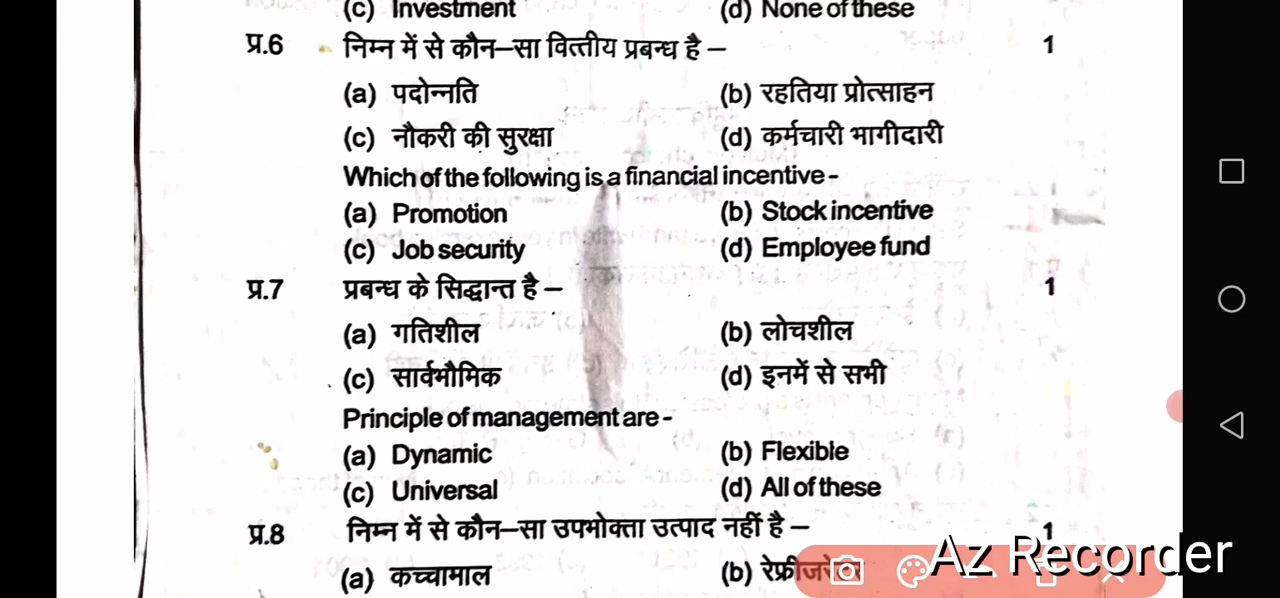 (c) Investment (d) None of these
प्र.6 निम्न में से कौन–सा वित्तीय प्रबन्ध है – 1
(a) पदोन्नति (b) रहतिया प्रोत्साहन
(c) नौकरी की सुरक्षा (d) कर्मचारी भागीदारी
Which of the following is a financial incentive -
(a) Promotion (b) Stock incentive
(c) Job security (d) Employee fund
प्र.7 प्रबन्ध के सिद्धान्त है – 1
(a) गतिशील (b) लोचशील
(c) सार्वभौमिक (d) इनमें से सभी
Principle of management are -
(a) Dynamic (b) Flexible
(c) Universal (d) All of these
प्र.8 निम्न में से कौन–सा उपभोक्ता उत्पाद नहीं है – 1
(a) कच्चामाल (b)
Az Recorder